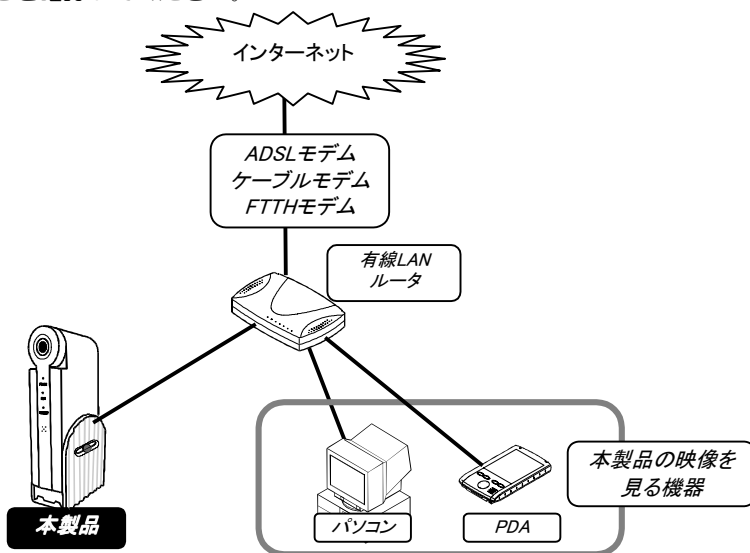 インターネット
ADSLモデム
ケーブルモデム
FTTHモデム
有線LAN
ルータ
本製品の映像を
見る機器
本製品
パソコン
PDA